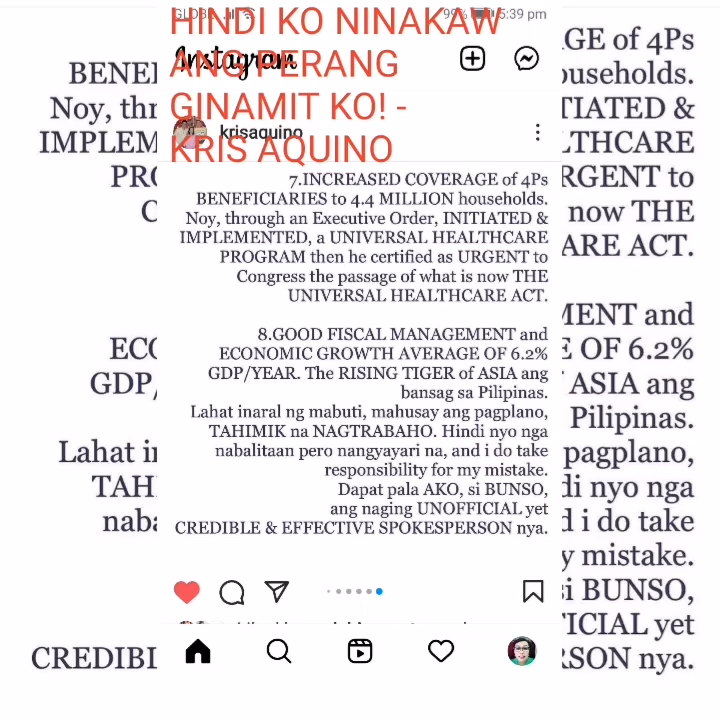 GLOBE 99% 5:39 pm
HINDI KO NINAKAW
ANG PERANG
GINAMIT KO! -
KRIS AQUINO
Instagram
krisaquino
7.INCREASED COVERAGE of 4Ps
BENEFICIARIES to 4.4 MILLION households.
Noy, through an Executive Order, INITIATED &
IMPLEMENTED, a UNIVERSAL HEALTHCARE
PROGRAM then he certified as URGENT to
Congress the passage of what is now THE
UNIVERSAL HEALTHCARE ACT.
8.GOOD FISCAL MANAGEMENT and
ECONOMIC GROWTH AVERAGE OF 6.2%
GDP/YEAR. The RISING TIGER of ASIA ang
bansag sa Pilipinas.
Lahat inaral ng mabuti, mahusay ang pagplano,
TAHIMIK na NAGTRABAHO. Hindi nyo nga
nabalitaan pero nangyayari na, and i do take
responsibility for my mistake.
Dapat pala AKO, si BUNSO,
ang naging UNOFFICIAL yet
CREDIBLE & EFFECTIVE SPOKESPERSON nya.